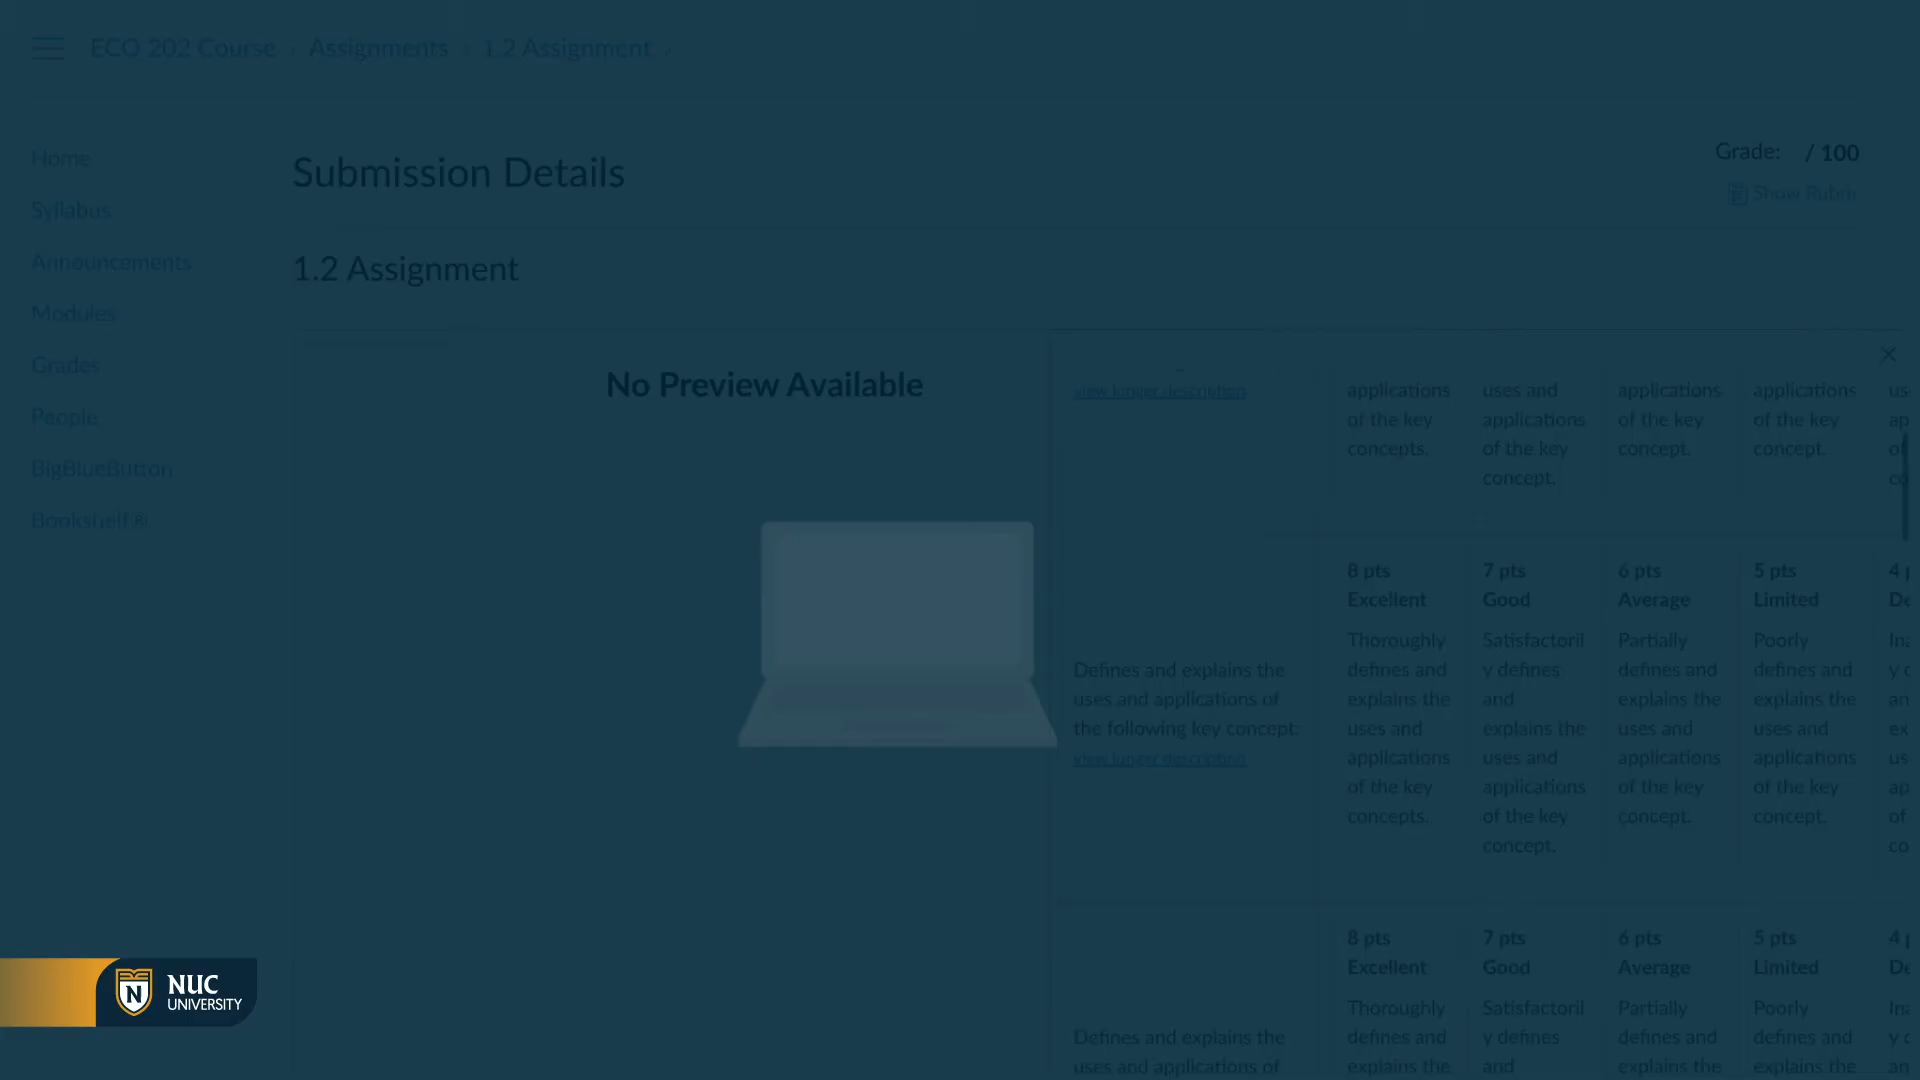 ECO 202 Course › Assignments › 1.2 Assignment ›
Home
Syllabus
Announcements
Modules
Grades
People
BigBlueButton
Bookshelf
Submission Details
Grade: / 100
Show Rubric
1.2 Assignment
No Preview Available
view longer description
applications
of the key
concepts.
uses and
applications
of the key
concept.
applications
of the key
concept.
applications
of the key
concept.
Defines and explains the
uses and applications of
the following key concept:
view longer description
8 pts
Excellent
Thoroughly
defines and
explains the
uses and
applications
of the key
concepts.
7 pts
Good
Satisfactoril
y defines
and
explains the
uses and
applications
of the key
concept.
6 pts
Average
Partially
defines and
explains the
uses and
applications
of the key
concept.
5 pts
Limited
Poorly
defines and
explains the
uses and
applications
of the key
concept.
Defines and explains the
uses and applications of
8 pts
Excellent
Thoroughly
defines and
explains the
7 pts
Good
Satisfactoril
y defines
and
6 pts
Average
Partially
defines and
explains the
5 pts
Limited
Poorly
defines and
explains the
N
NUC
UNIVERSITY